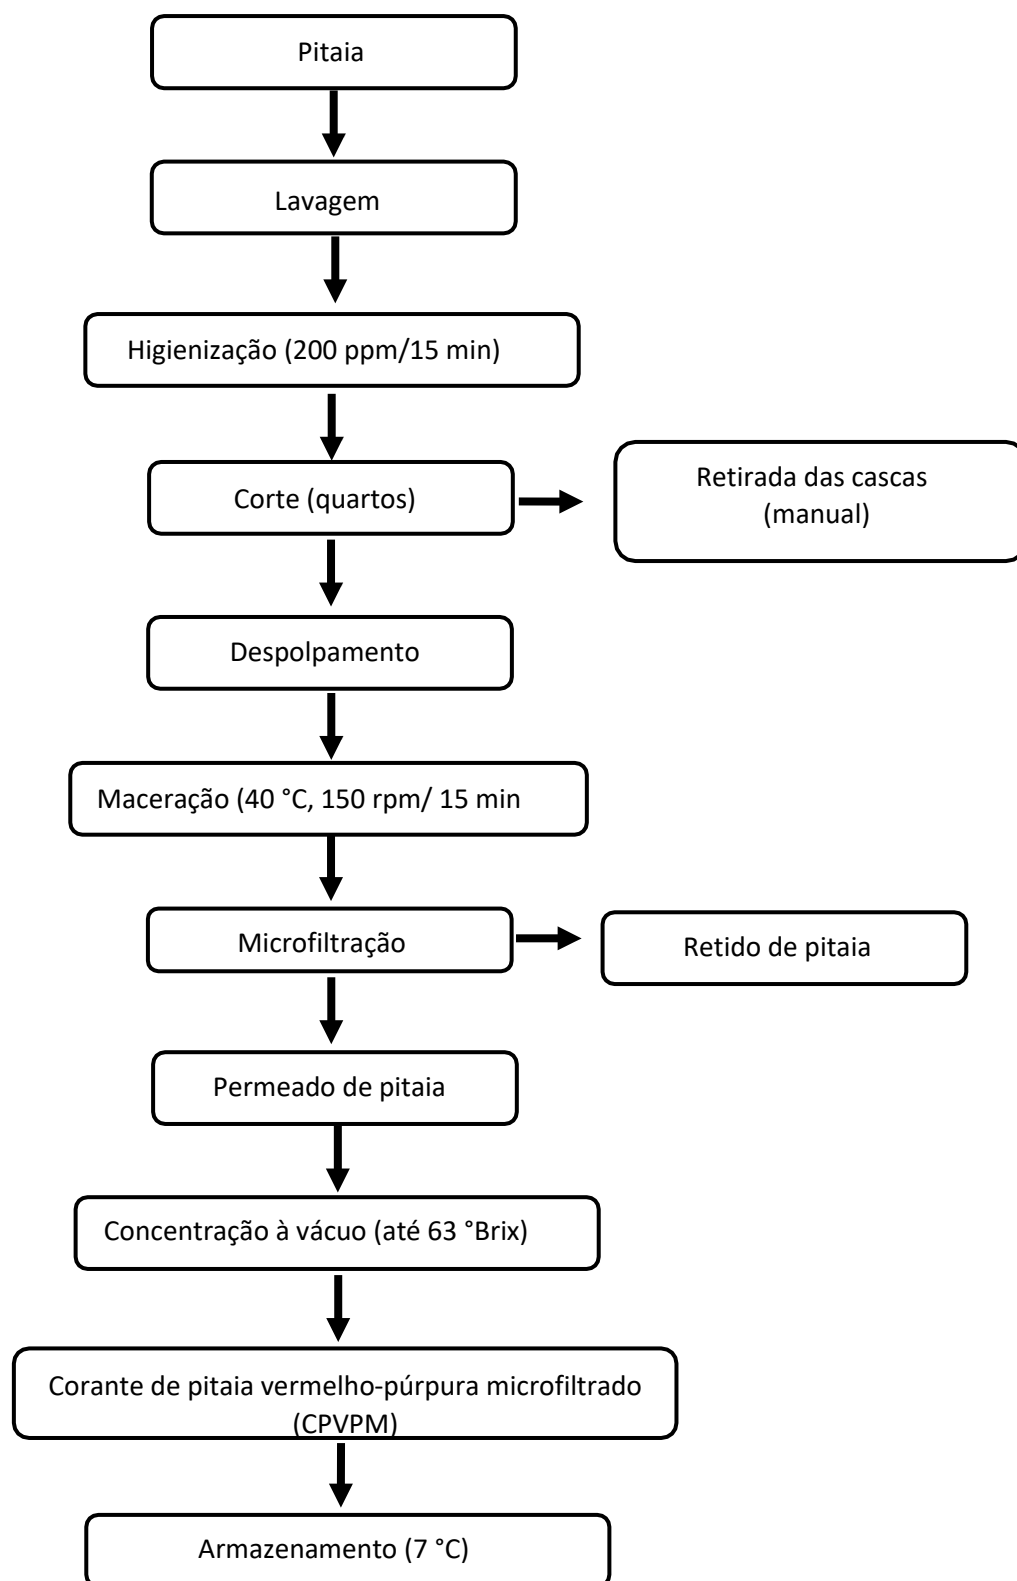 Pitaia
Lavagem
Higienização (200 ppm/15 min)
Corte (quartos)
Retirada das cascas
(manual)
Despolpamento
Maceração (40 °C, 150 rpm/ 15 min
Microfiltração
Retido de pitaia
Permeado de pitaia
Concentração à vácuo (até 63 °Brix)
Corante de pitaia vermelho-púrpura microfiltrado
(CPVPM)
Armazenamento (7 °C)